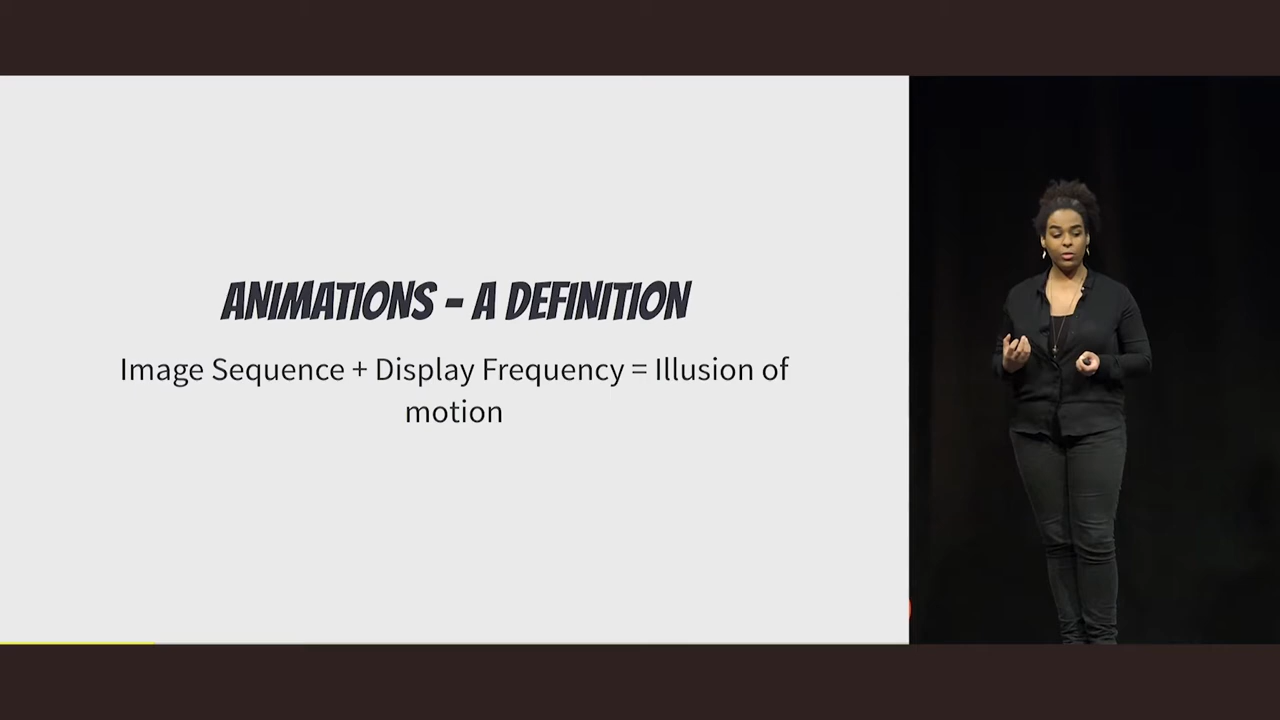 ANIMATIONS - A DEFINITION
Image Sequence + Display Frequency = Illusion of
motion